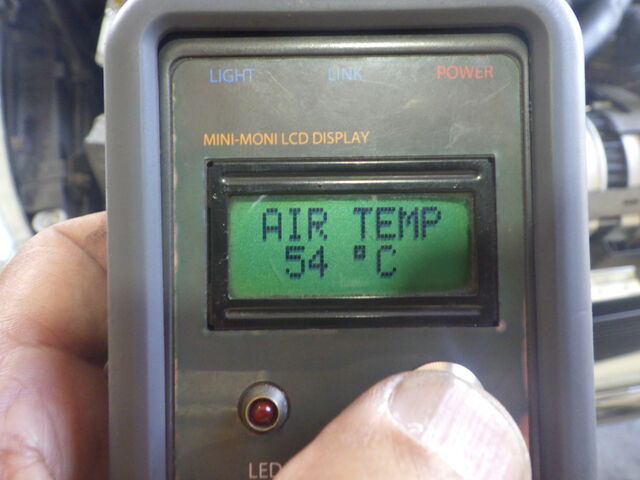 LIGHT LINK POWER
MINI-MONI LCD DISPLAY
AIR TEMP
54 °C
LED